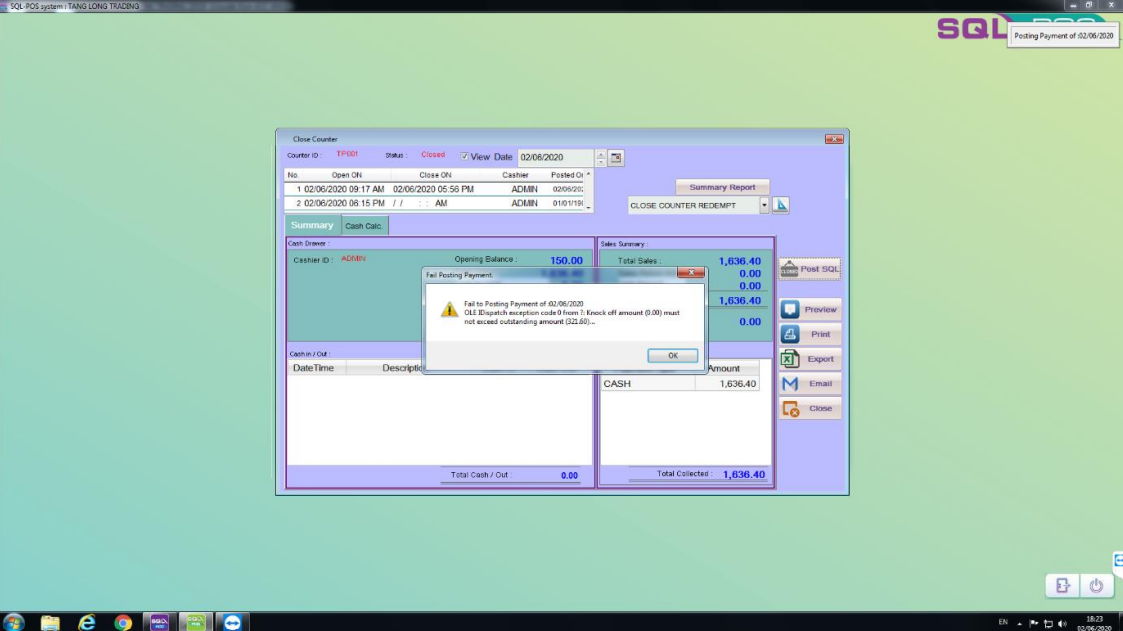 SQL-POS system : TANG LONG TRADING
SQL
Posting Payment of :02/06/2020
Close Counter
Counter ID : TP001 Status : Closed View Date 02/06/2020
No. Open ON Close ON Cashier Posted O
1 02/06/2020 09:17 AM 02/06/2020 05:56 PM ADMIN 02/06/202
2 02/06/2020 06:15 PM / / : : AM ADMIN 01/01/19
Summary Report
CLOSE COUNTER REDEMPT
Summary Cash Calc.
Cash Drawer :
Cashier ID : ADMIN Opening Balance : 150.00
Sales Summary :
Total Sales : 1,636.40
0.00
0.00
1,636.40
0.00
Fail Posting Payment.
Fail to Posting Payment of :02/06/2020
OLE IDispatch exception code 0 from ?: Knock off amount (0.00) must
not exceed outstanding amount (321.60)...
OK
Cash in / Out :
DateTime Descriptio
Amount
CASH 1,636.40
Total Cash / Out : 0.00
Total Collected : 1,636.40
CLOSED Post SQL
Preview
Print
Export
Email
Close
EN
18:23
02/06/2020